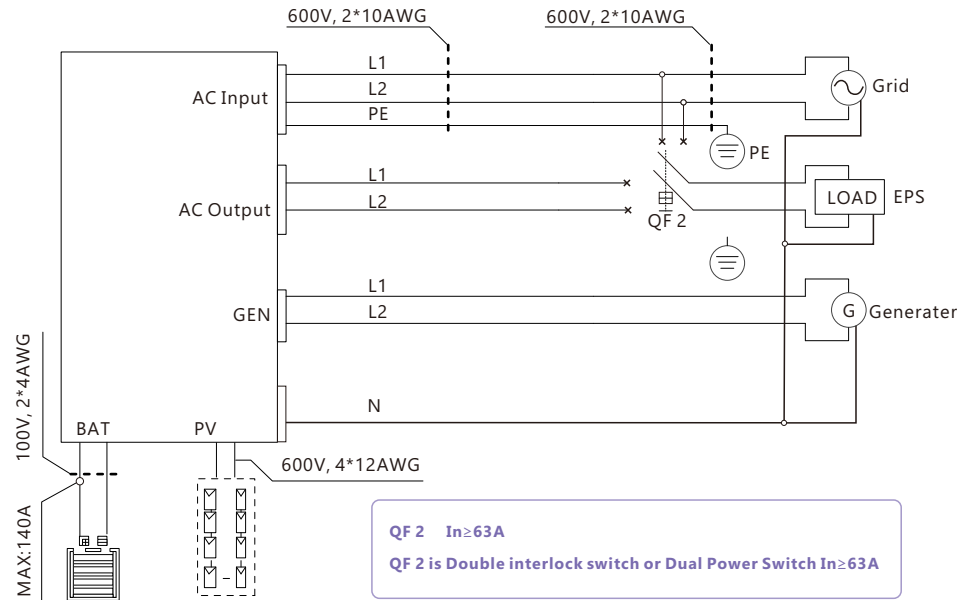 600V, 2*10AWG
600V, 2*10AWG
L1
L2
PE
AC Input
Grid
PE
L1
L2
AC Output
LOAD
EPS
QF 2
L1
L2
GEN
G
Generater
N
BAT
PV
100V, 2*4AWG
600V, 4*12AWG
MAX:140A
QF 2 In≥63A
QF 2 is Double interlock switch or Dual Power Switch In≥63A